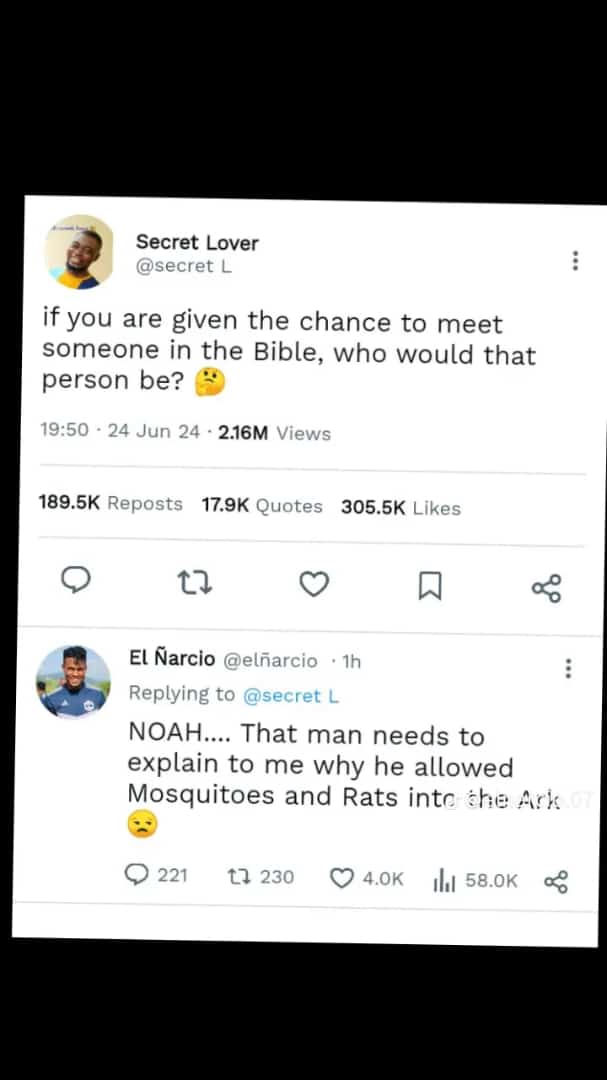 Secret Lover
@secret L
if you are given the chance to meet
someone in the Bible, who would that
person be? 🤔
19:50 · 24 Jun 24 · 2.16M Views
189.5K Reposts 17.9K Quotes 305.5K Likes
El Ñarcio @elñarcio · 1h
Replying to @secret L
NOAH.... That man needs to
explain to me why he allowed
Mosquitoes and Rats into the Ark
😒
221 230 4.0K 58.0K